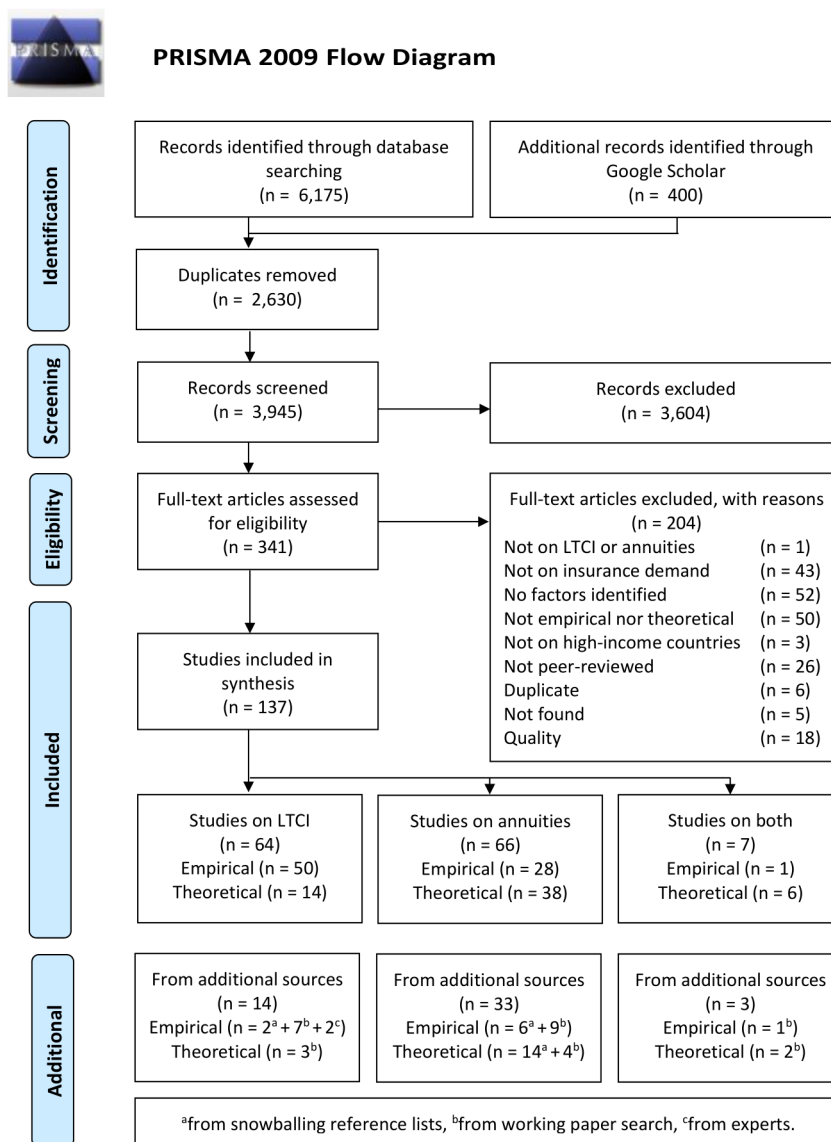 PRISMA
PRISMA 2009 Flow Diagram
Identification
Records identified through database
searching
(n = 6,175)
Additional records identified through
Google Scholar
(n = 400)
Duplicates removed
(n = 2,630)
Screening
Records screened
(n = 3,945)
Records excluded
(n = 3,604)
Eligibility
Full-text articles assessed
for eligibility
(n = 341)
Full-text articles excluded, with reasons
(n = 204)
Not on LTCI or annuities (n = 1)
Not on insurance demand (n = 43)
No factors identified (n = 52)
Not empirical nor theoretical (n = 50)
Not on high-income countries (n = 3)
Not peer-reviewed (n = 26)
Duplicate (n = 6)
Not found (n = 5)
Quality (n = 18)
Included
Studies included in
synthesis
(n = 137)
Studies on LTCI
(n = 64)
Empirical (n = 50)
Theoretical (n = 14)
Studies on annuities
(n = 66)
Empirical (n = 28)
Theoretical (n = 38)
Studies on both
(n = 7)
Empirical (n = 1)
Theoretical (n = 6)
Additional
From additional sources
(n = 14)
Empirical (n = 2ᵃ + 7ᵇ + 2ᶜ)
Theoretical (n = 3ᵇ)
From additional sources
(n = 33)
Empirical (n = 6ᵃ + 9ᵇ)
Theoretical (n = 14ᵃ + 4ᵇ)
From additional sources
(n = 3)
Empirical (n = 1ᵇ)
Theoretical (n = 2ᵇ)
ᵃfrom snowballing reference lists, ᵇfrom working paper search, ᶜfrom experts.